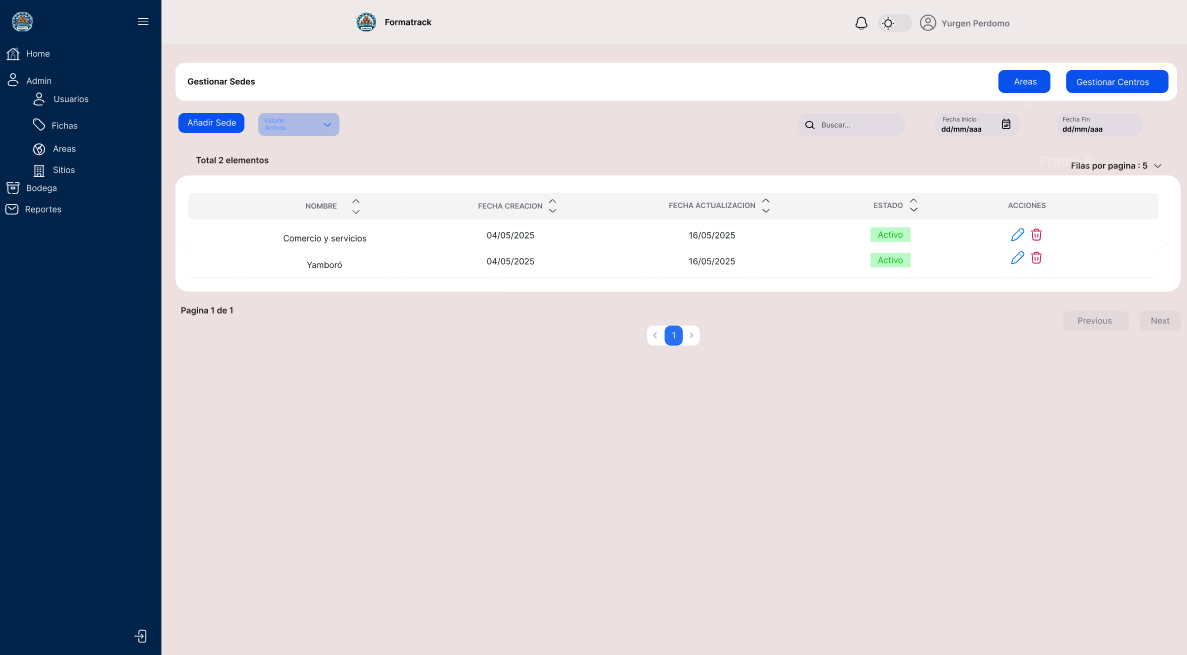 Formatrack
Yurgen Perdomo
Home
Admin
Usuarios
Fichas
Areas
Sitios
Bodega
Reportes
Gestionar Sedes
Areas
Gestionar Centros
Añadir Sede
Estado
Activos
Buscar...
Fecha Inicio
dd/mm/aaa
Fecha Fin
dd/mm/aaa
Total 2 elementos
Filas por pagina : 5
NOMBRE FECHA CREACION FECHA ACTUALIZACION ESTADO ACCIONES
Comercio y servicios 04/05/2025 16/05/2025 Activo
Yamboró 04/05/2025 16/05/2025 Activo
Pagina 1 de 1
1
Previous Next